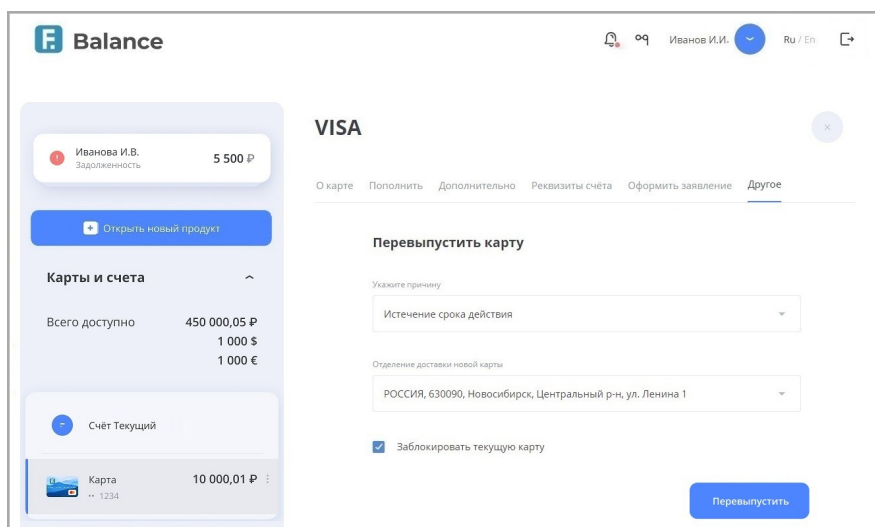 F. Balance
Иванов И.И.
Ru / En
Иванова И.В.
Задолженность
5 500 ₽
Открыть новый продукт
Карты и счета
Всего доступно
450 000,05 ₽
1 000 $
1 000 €
Счёт Текущий
Карта
10 000,01 ₽
•• 1234
VISA
О карте Пополнить Дополнительно Реквизиты счёта Оформить заявление Другое
Перевыпустить карту
Укажите причину
Истечение срока действия
Отделение доставки новой карты
РОССИЯ, 630090, Новосибирск, Центральный р-н, ул. Ленина 1
Заблокировать текущую карту
Перевыпустить